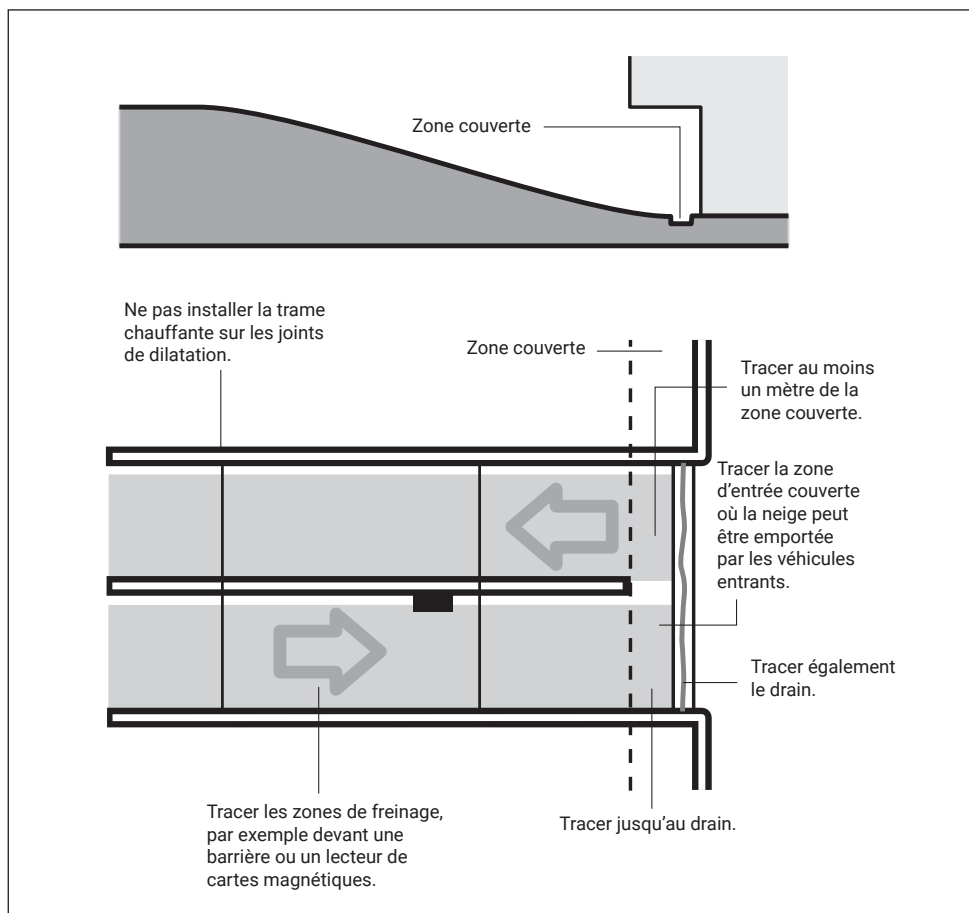 Zone couverte
Ne pas installer la trame
chauffante sur les joints
de dilatation.
Zone couverte
Tracer au moins
un mètre de la
zone couverte.
Tracer la zone
d'entrée couverte
où la neige peut
être emportée
par les véhicules
entrants.
Tracer également
le drain.
Tracer les zones de freinage,
par exemple devant une
barrière ou un lecteur de
cartes magnétiques.
Tracer jusqu'au drain.